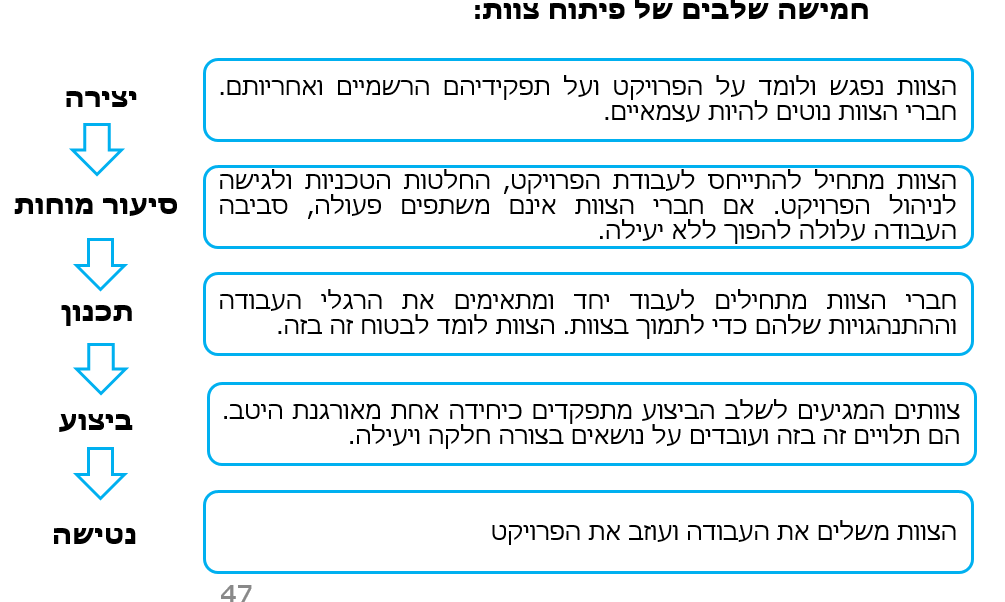 חמישה שלבים של פיתוח צוות:
יצירה
הצוות נפגש ולומד על הפרויקט ועל תפקידיהם הרשמיים ואחריותם.
חברי הצוות נוטים להיות עצמאיים.
סיעור מוחות
הצוות מתחיל להתייחס לעבודת הפרויקט, החלטות הטכניות ולגישה
לניהול הפרויקט. אם חברי הצוות אינם משתפים פעולה, סביבה
העבודה עלולה להפוך ללא יעילה.
תכנון
חברי הצוות מתחילים לעבוד יחד ומתאימים את הרגלי העבודה
וההתנהגויות שלהם כדי לתמוך בצוות. הצוות לומד לבטוח זה בזה.
ביצוע
צוותים המגיעים לשלב הביצוע מתפקדים כיחידה אחת מאורגנת היטב.
הם תלויים זה בזה ועובדים על נושאים בצורה חלקה ויעילה.
נטישה
הצוות משלים את העבודה ועוזב את הפרויקט
47